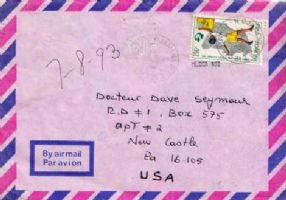 7-8-93
Docteur Dave Seymour
R.D # 1, Box 575
apT # 2
New Castle
Pa 16105
USA
By air mail
Par avion